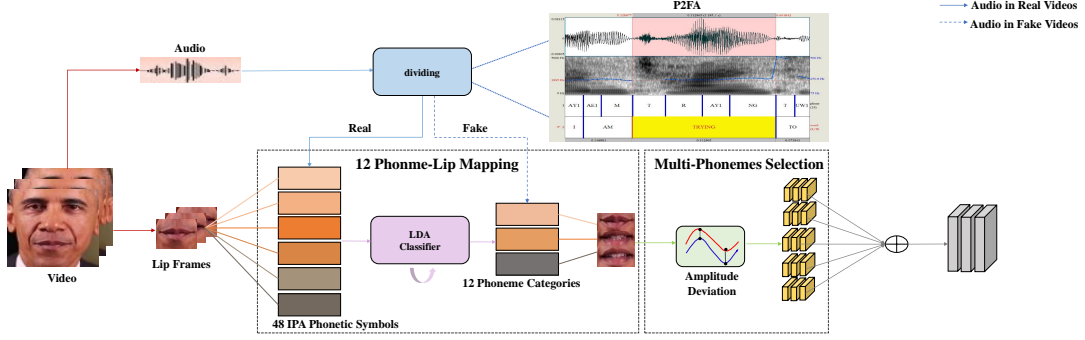 P2FA
Audio in Real Videos
Audio in Fake Videos
Audio
dividing
AY1 AE1 M T R AY1 NG T UW1
I AM TRYING TO
Real
Fake
12 Phonme-Lip Mapping
Multi-Phonemes Selection
LDA
Classifier
Video
Lip Frames
12 Phoneme Categories
Amplitude
Deviation
48 IPA Phonetic Symbols